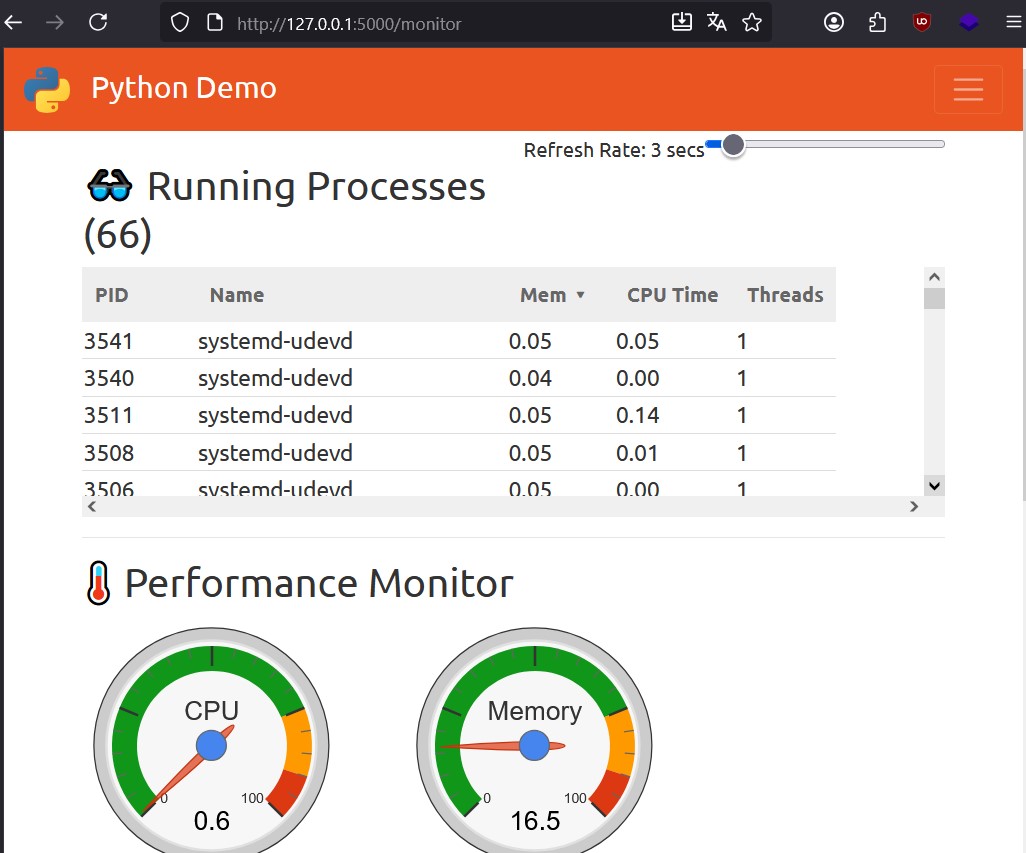 http://127.0.0.1:5000/monitor
Python Demo
Refresh Rate: 3 secs
Running Processes
(66)
PID Name Mem ▼ CPU Time Threads
3541 systemd-udevd 0.05 0.05 1
3540 systemd-udevd 0.04 0.00 1
3511 systemd-udevd 0.05 0.14 1
3508 systemd-udevd 0.05 0.01 1
3506 systemd-udevd 0.05 0.00 1
Performance Monitor
CPU Memory
0 100 0 100
0.6 16.5